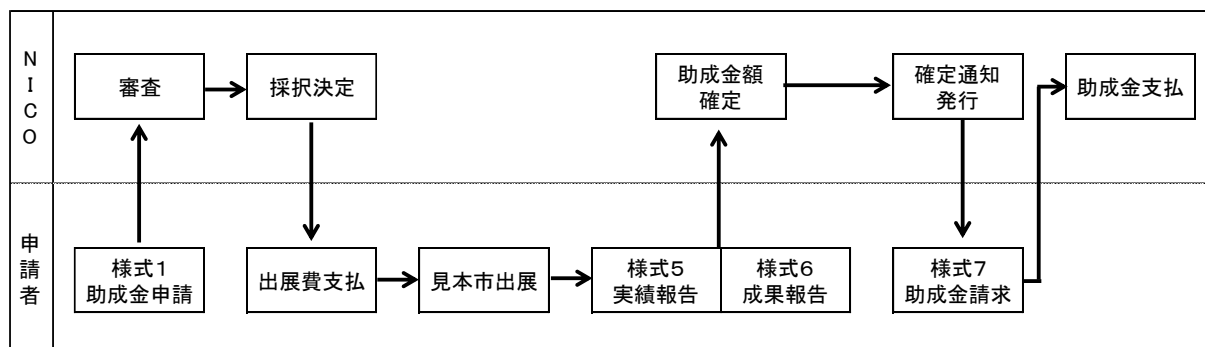 NICO
審査
採択決定
助成金額
確定
確定通知
発行
助成金支払
申請者
様式1
助成金申請
出展費支払
見本市出展
様式5
実績報告
様式6
成果報告
様式7
助成金請求